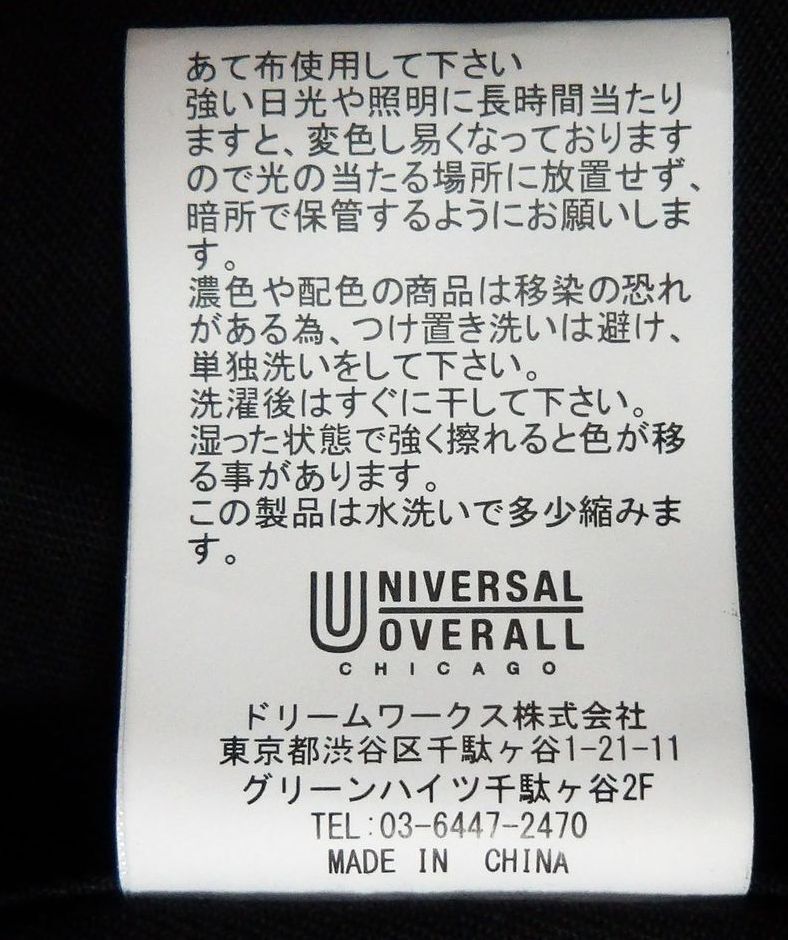 あて布使用して下さい
強い日光や照明に長時間当たり
ますと、変色し易くなっております
ので光の当たる場所に放置せず、
暗所で保管するようにお願いしま
す。
濃色や配色の商品は移染の恐れ
がある為、つけ置き洗いは避け、
単独洗いをして下さい。
洗濯後はすぐに干して下さい。
湿った状態で強く擦れると色が移
る事があります。
この製品は水洗いで多少縮みま
す。
UNIVERSAL
OVERALL
CHICAGO
ドリームワークス株式会社
東京都渋谷区千駄ヶ谷1-21-11
グリーンハイツ千駄ヶ谷2F
TEL:03-6447-2470
MADE IN CHINA